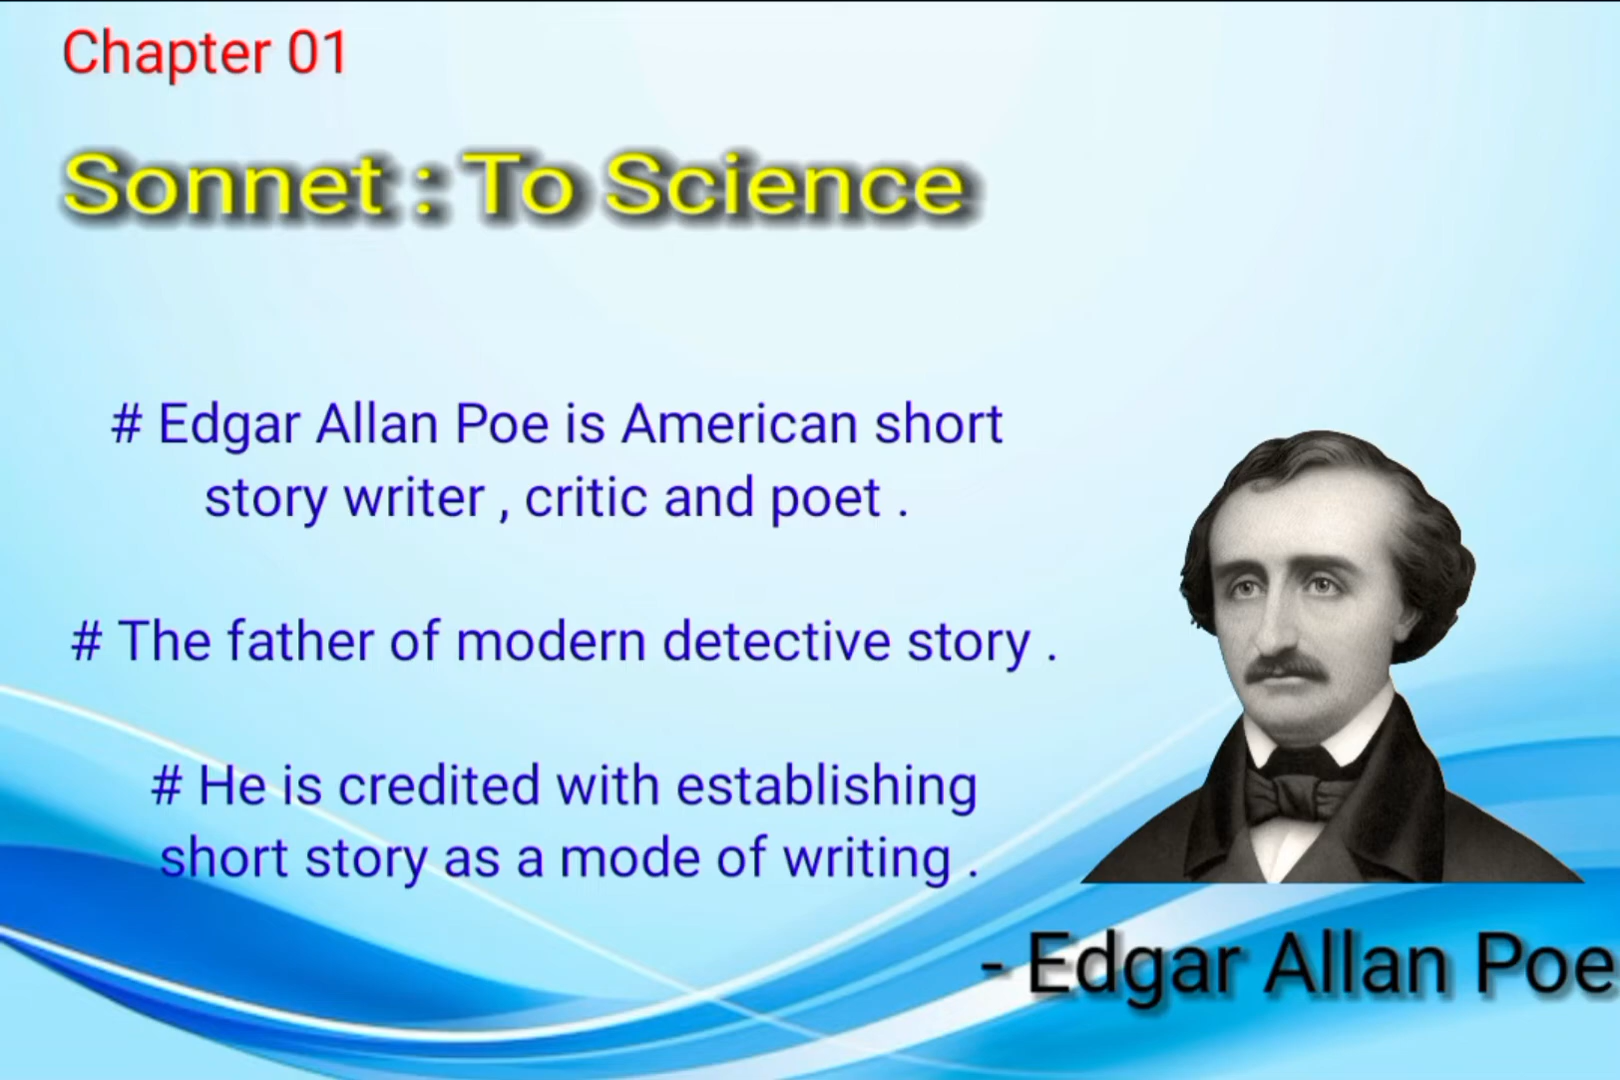 Chapter 01
Sonnet : To Science
# Edgar Allan Poe is American short
story writer , critic and poet .
# The father of modern detective story .
# He is credited with establishing
short story as a mode of writing .
- Edgar Allan Poe